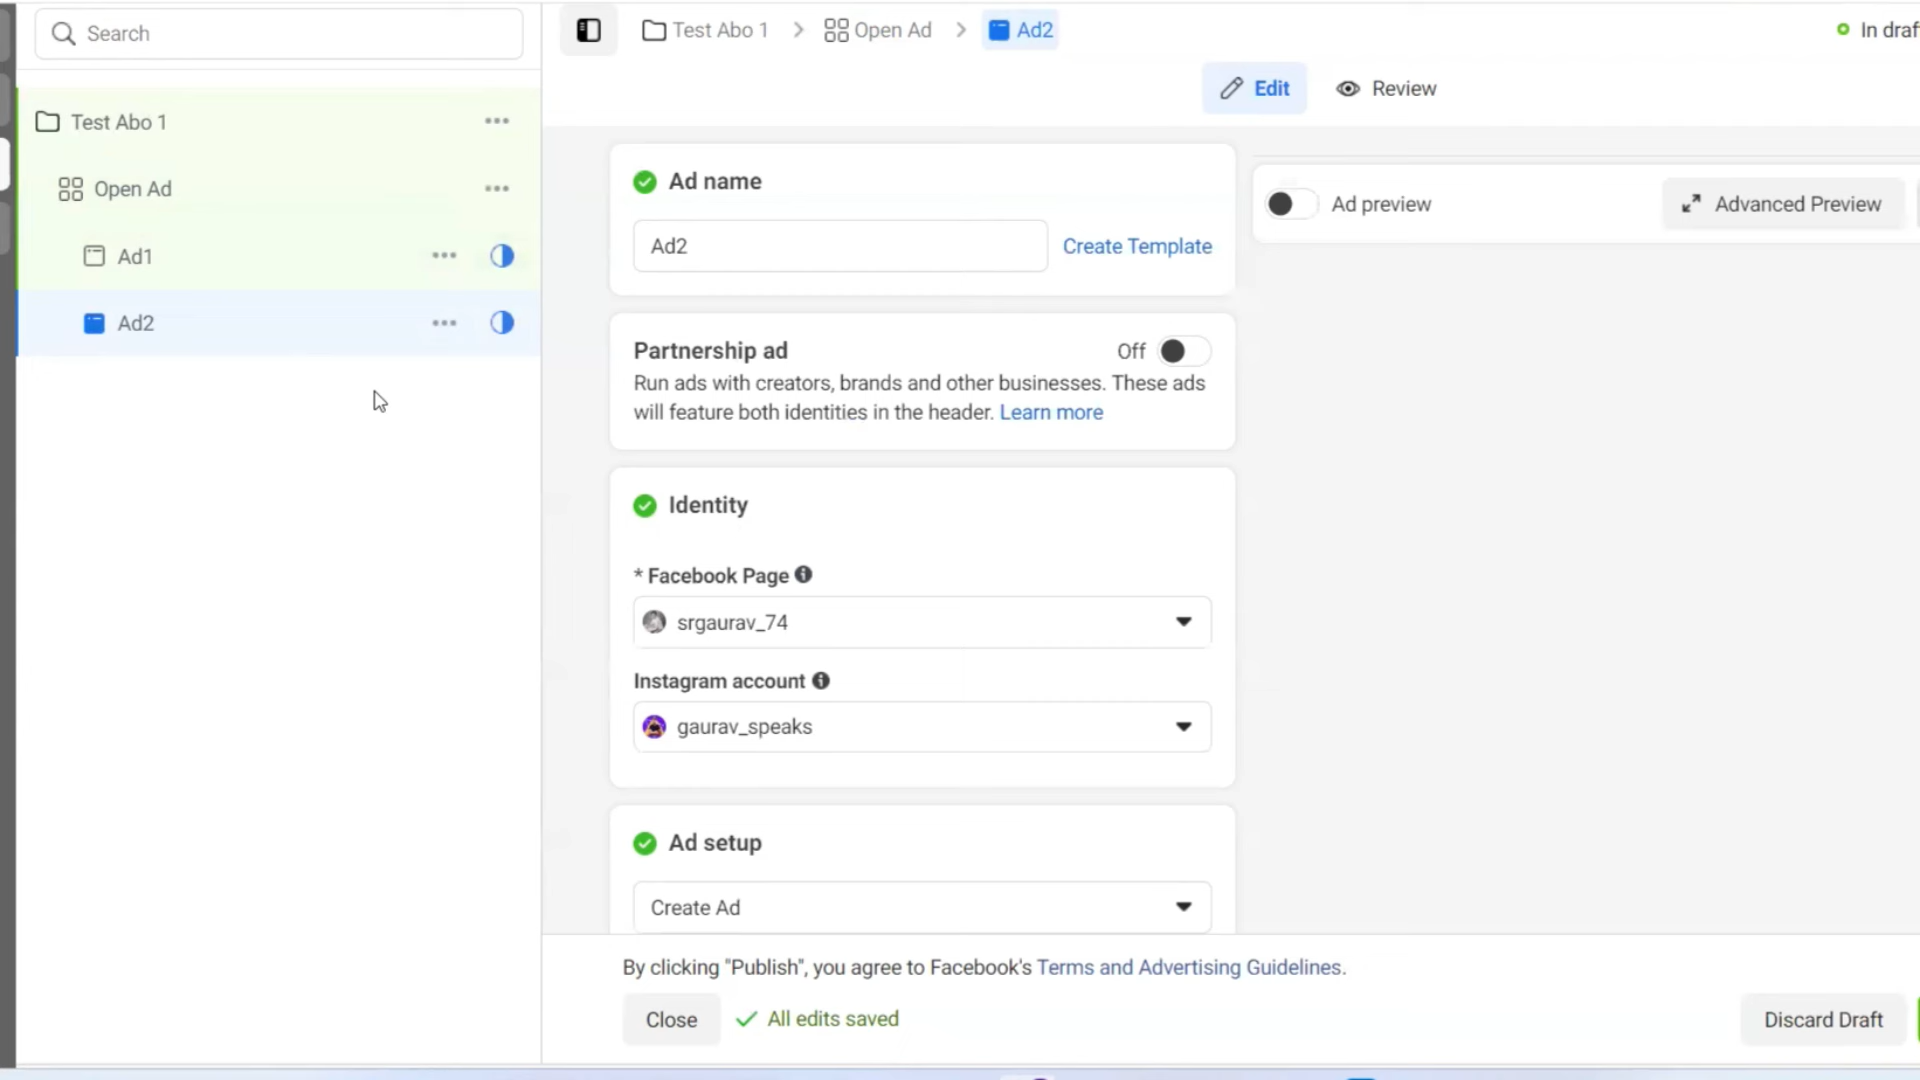 Search
Test Abo 1
Open Ad
Ad2
In draf
Edit
Review
Test Abo 1
Open Ad
Ad1
Ad2
Ad name
Ad2
Create Template
Ad preview
Advanced Preview
Partnership ad
Off
Run ads with creators, brands and other businesses. These ads
will feature both identities in the header. Learn more
Identity
* Facebook Page
srgaurav_74
Instagram account
gaurav_speaks
Ad setup
Create Ad
By clicking "Publish", you agree to Facebook's Terms and Advertising Guidelines.
Close
All edits saved
Discard Draft